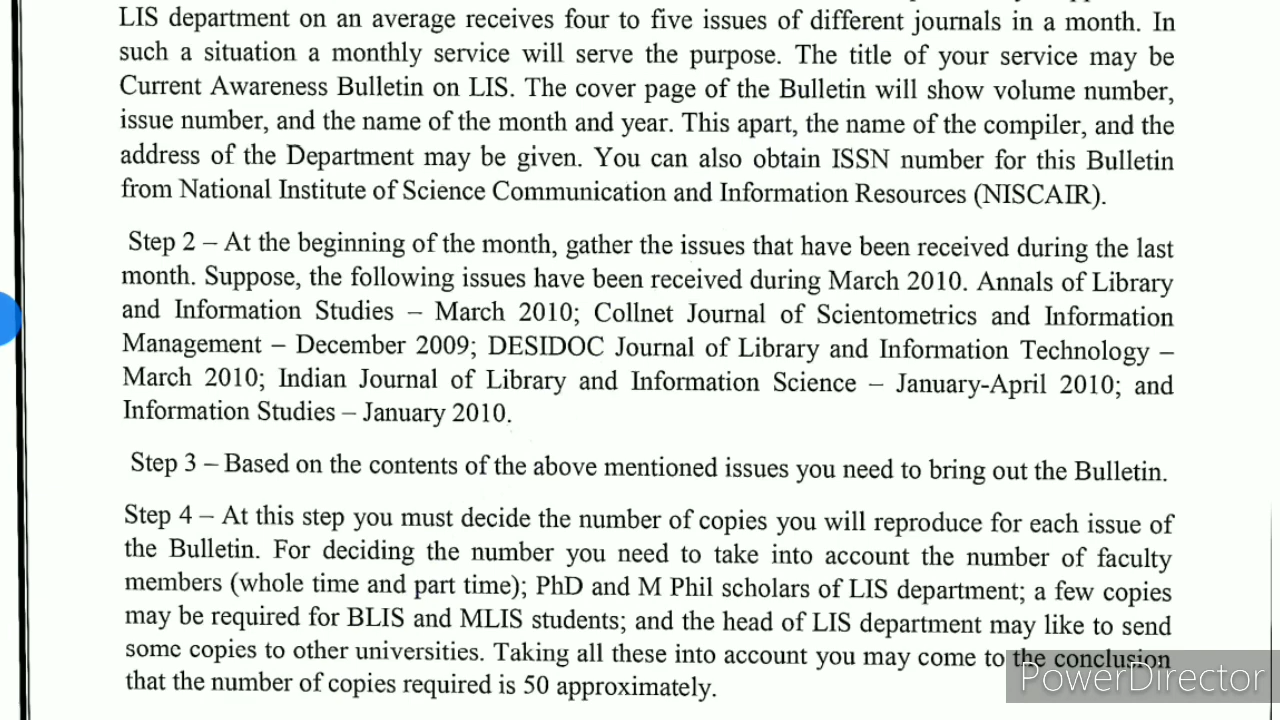 LIS department on an average receives four to five issues of different journals in a month. In
such a situation a monthly service will serve the purpose. The title of your service may be
Current Awareness Bulletin on LIS. The cover page of the Bulletin will show volume number,
issue number, and the name of the month and year. This apart, the name of the compiler, and the
address of the Department may be given. You can also obtain ISSN number for this Bulletin
from National Institute of Science Communication and Information Resources (NISCAIR).
Step 2 – At the beginning of the month, gather the issues that have been received during the last
month. Suppose, the following issues have been received during March 2010. Annals of Library
and Information Studies – March 2010; Collnet Journal of Scientometrics and Information
Management – December 2009; DESIDOC Journal of Library and Information Technology –
March 2010; Indian Journal of Library and Information Science – January-April 2010; and
Information Studies – January 2010.
Step 3 – Based on the contents of the above mentioned issues you need to bring out the Bulletin.
Step 4 – At this step you must decide the number of copies you will reproduce for each issue of
the Bulletin. For deciding the number you need to take into account the number of faculty
members (whole time and part time); PhD and M Phil scholars of LIS department; a few copies
may be required for BLIS and MLIS students; and the head of LIS department may like to send
some copies to other universities. Taking all these into account you may come to the conclusion
that the number of copies required is 50 approximately.
PowerDirector